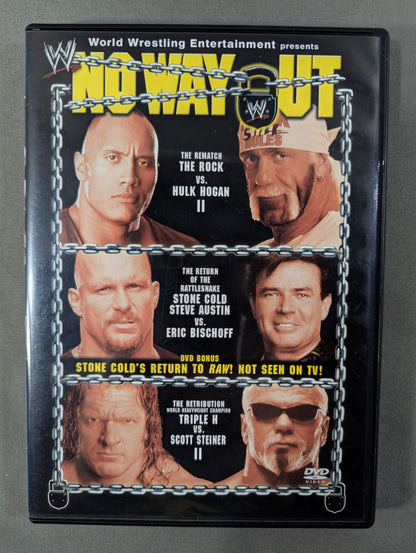 World Wrestling Entertainment presents
W
NO WAY OUT
W
THE REMATCH
THE ROCK
VS.
HULK HOGAN
II
THE RETURN
OF THE
RATTLESNAKE
STONE COLD
STEVE AUSTIN
VS.
ERIC BISCHOFF
DVD BONUS
STONE COLD'S RETURN TO RAW! NOT SEEN ON TV!
THE RETRIBUTION
WORLD HEAVYWEIGHT CHAMPION
TRIPLE H
VS.
SCOTT STEINER
II
DVD
VIDEO